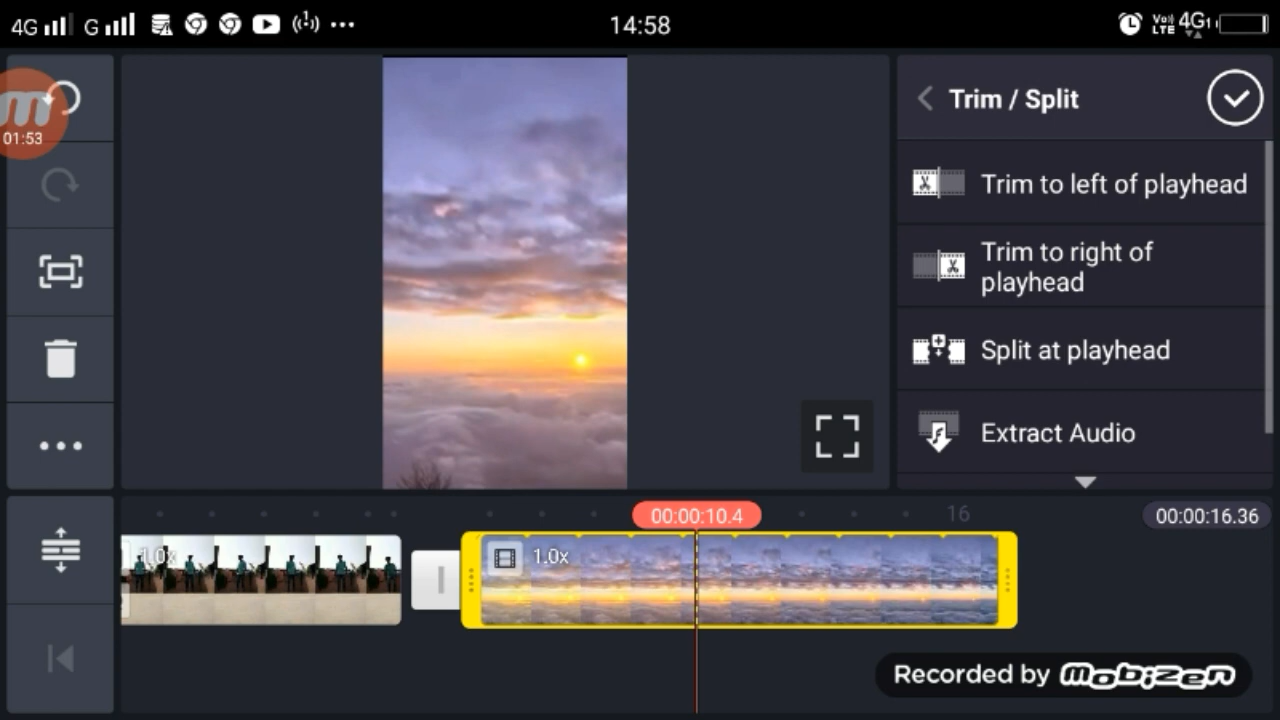 4G G 14:58 Vo) LTE 4G
m
01:53
Trim / Split
Trim to left of playhead
Trim to right of
playhead
Split at playhead
Extract Audio
00:00:10.4 16 00:00:16.36
1.0x 1.0x
Recorded by mobizen